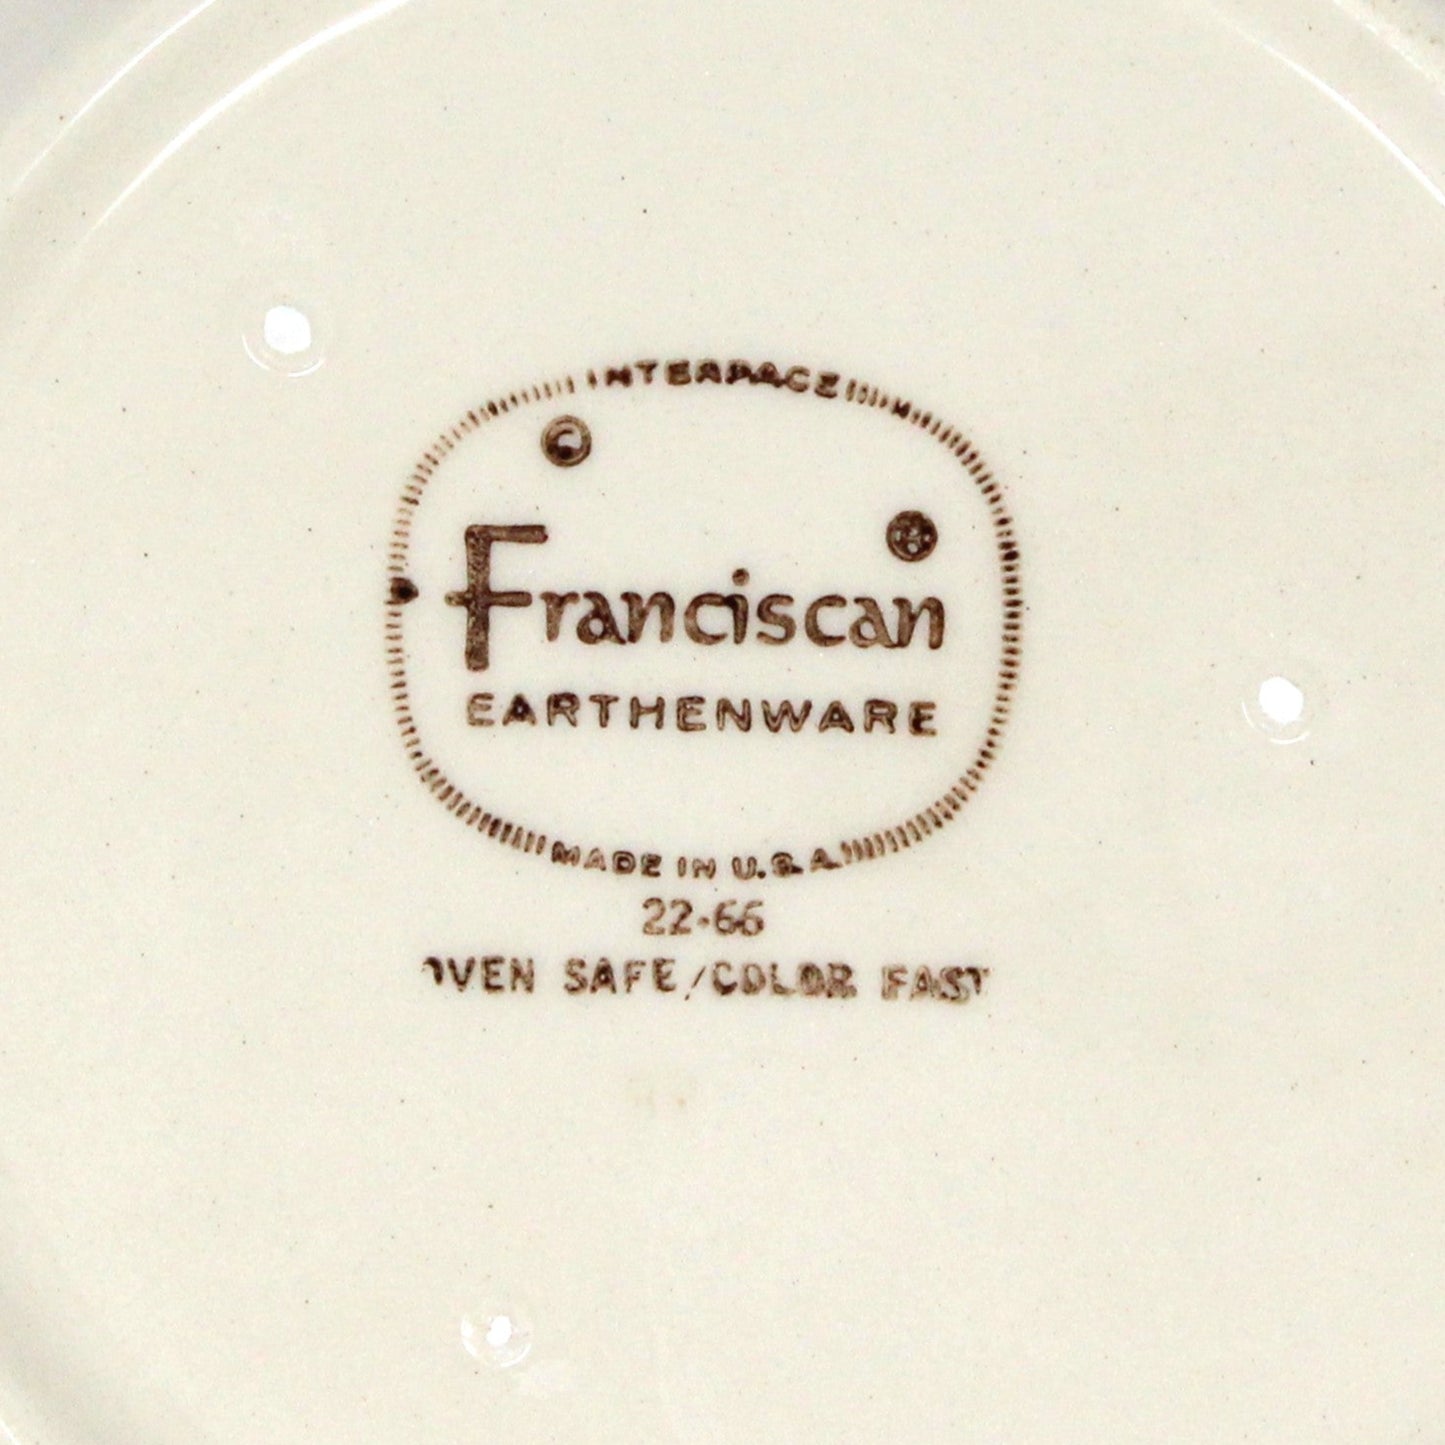 INTERPACE
C
R
Franciscan
EARTHENWARE
MADE IN U.S.A.
22-66
OVEN SAFE/COLOR FAST